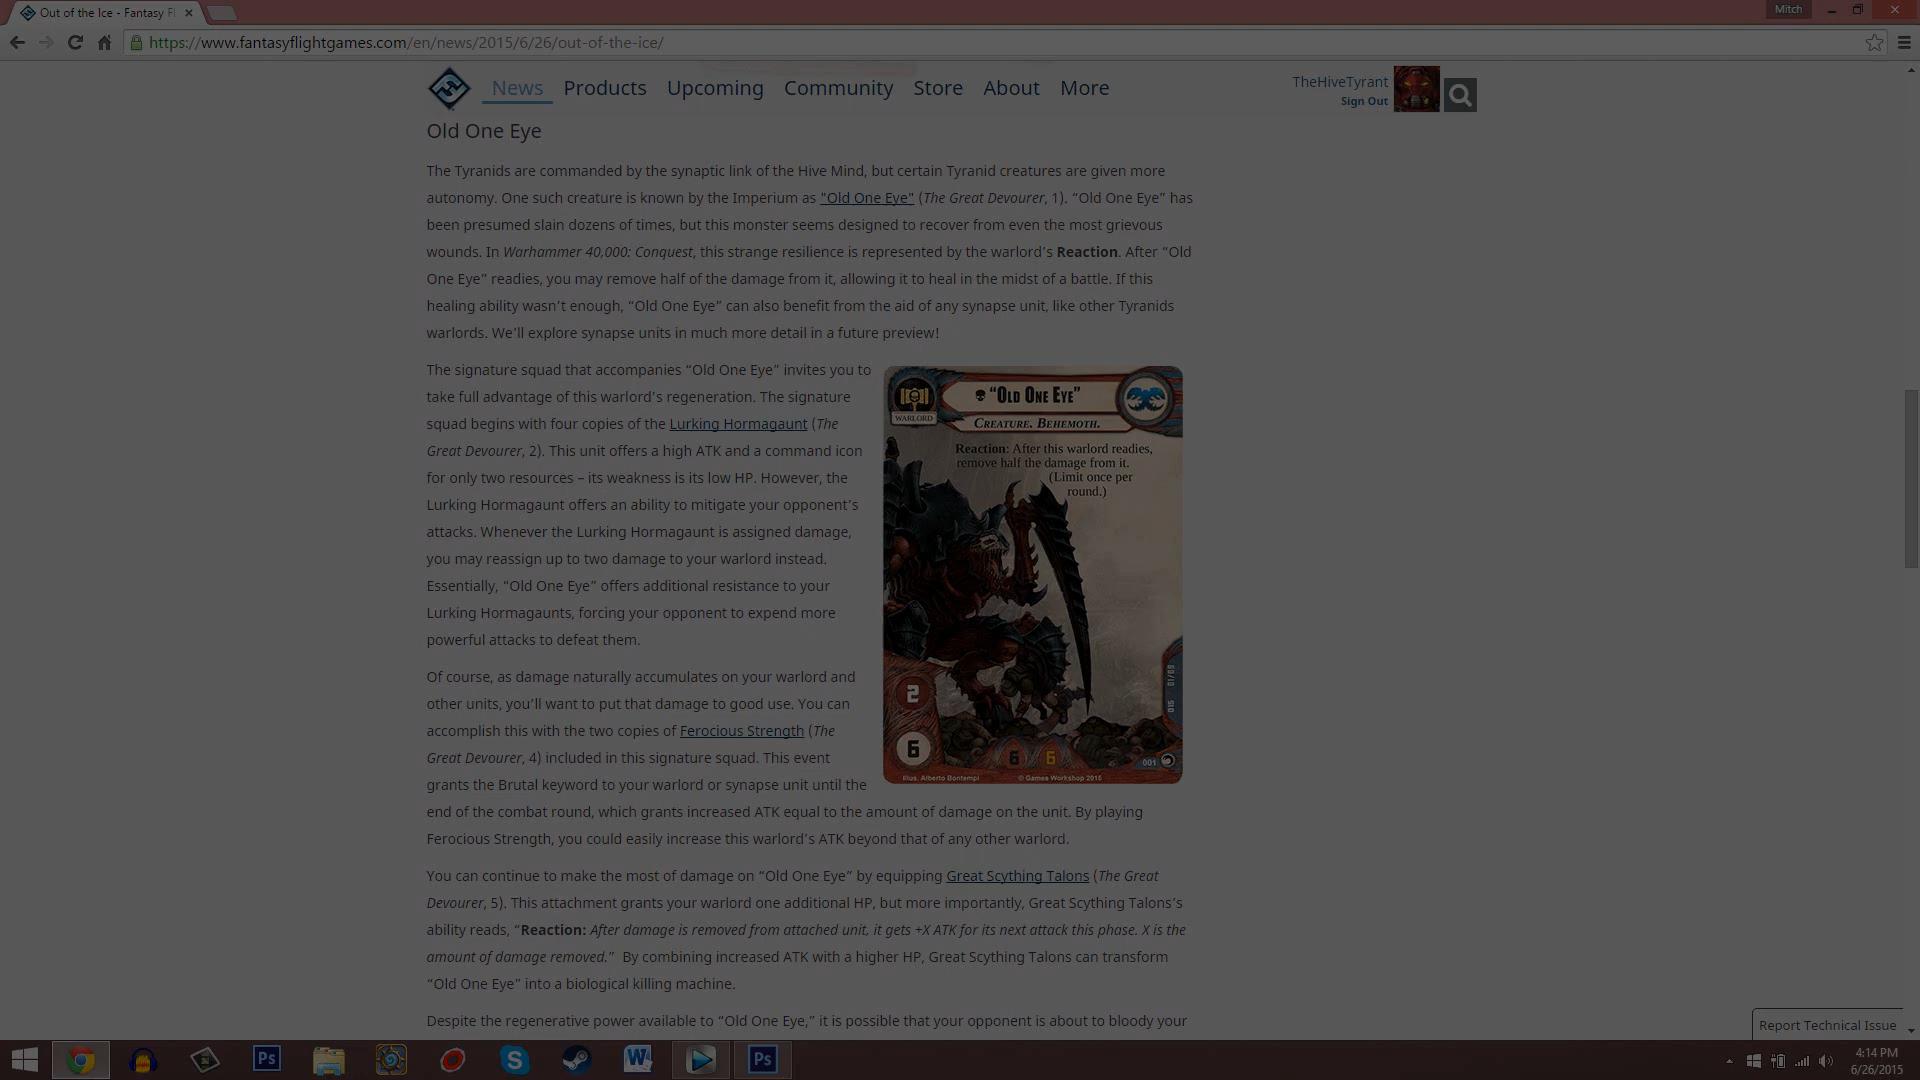 Out of the Ice - Fantasy Fl
Mitch
https://www.fantasyflightgames.com/en/news/2015/6/26/out-of-the-ice/
News Products Upcoming Community Store About More
TheHiveTyrant
Sign Out
Old One Eye
The Tyranids are commanded by the synaptic link of the Hive Mind, but certain Tyranid creatures are given more
autonomy. One such creature is known by the Imperium as "Old One Eye" (The Great Devourer, 1). “Old One Eye” has
been presumed slain dozens of times, but this monster seems designed to recover from even the most grievous
wounds. In Warhammer 40,000: Conquest, this strange resilience is represented by the warlord’s Reaction. After “Old
One Eye” readies, you may remove half of the damage from it, allowing it to heal in the midst of a battle. If this
healing ability wasn’t enough, “Old One Eye” can also benefit from the aid of any synapse unit, like other Tyranids
warlords. We’ll explore synapse units in much more detail in a future preview!
The signature squad that accompanies “Old One Eye” invites you to
take full advantage of this warlord’s regeneration. The signature
squad begins with four copies of the Lurking Hormagaunt (The
Great Devourer, 2). This unit offers a high ATK and a command icon
for only two resources – its weakness is its low HP. However, the
Lurking Hormagaunt offers an ability to mitigate your opponent’s
attacks. Whenever the Lurking Hormagaunt is assigned damage,
you may reassign up to two damage to your warlord instead.
Essentially, “Old One Eye” offers additional resistance to your
Lurking Hormagaunts, forcing your opponent to expend more
powerful attacks to defeat them.
WARLORD
“OLD ONE EYE”
CREATURE. BEHEMOTH.
Reaction: After this warlord readies,
remove half the damage from it.
(Limit once per
round.)
2
6
6 6
015 01/09
001
Illus. Alberto Bontempi © Games Workshop 2015
Of course, as damage naturally accumulates on your warlord and
other units, you’ll want to put that damage to good use. You can
accomplish this with the two copies of Ferocious Strength (The
Great Devourer, 4) included in this signature squad. This event
grants the Brutal keyword to your warlord or synapse unit until the
end of the combat round, which grants increased ATK equal to the amount of damage on the unit. By playing
Ferocious Strength, you could easily increase this warlord’s ATK beyond that of any other warlord.
You can continue to make the most of damage on “Old One Eye” by equipping Great Scything Talons (The Great
Devourer, 5). This attachment grants your warlord one additional HP, but more importantly, Great Scything Talons’s
ability reads, “Reaction: After damage is removed from attached unit, it gets +X ATK for its next attack this phase. X is the
amount of damage removed.” By combining increased ATK with a higher HP, Great Scything Talons can transform
“Old One Eye” into a biological killing machine.
Despite the regenerative power available to “Old One Eye,” it is possible that your opponent is about to bloody your
Report Technical Issue
Ps
S
W
Ps
4:14 PM
6/26/2015